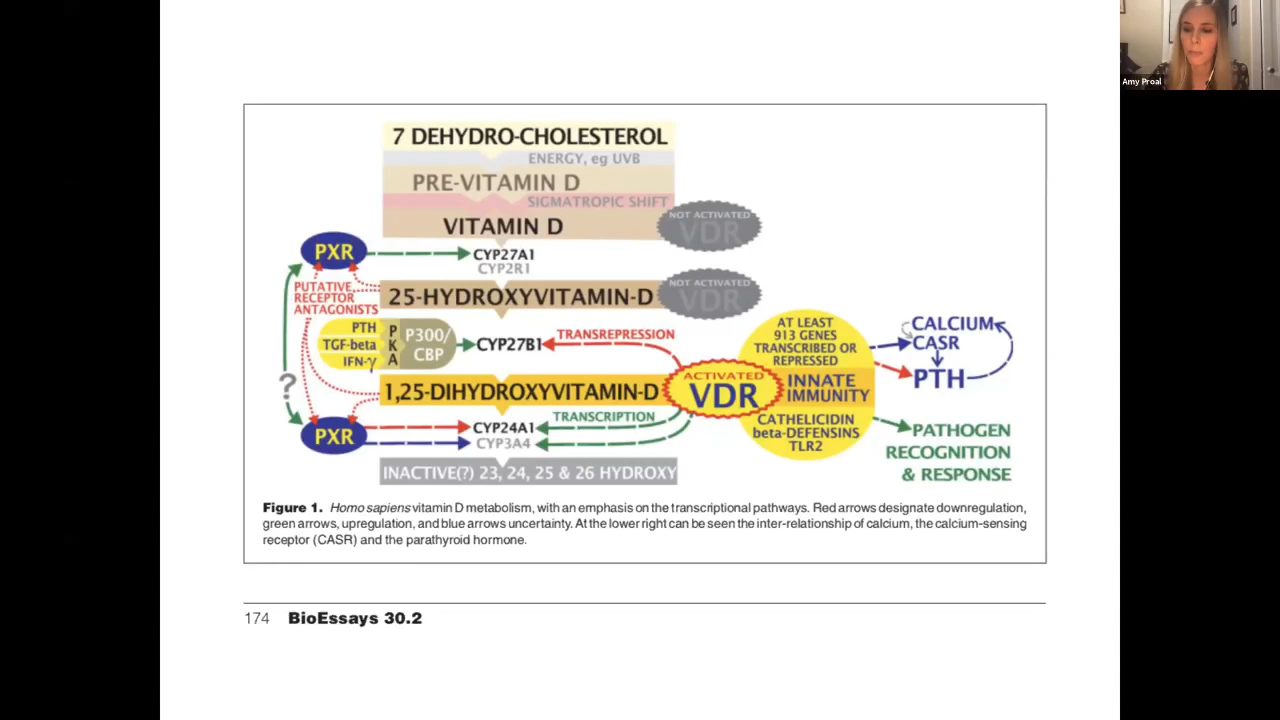 Amy Proal
7 DEHYDRO-CHOLESTEROL
ENERGY, eg UVB
PRE-VITAMIN D
SIGMATROPIC SHIFT
VITAMIN D
NOT ACTIVATED
VDR
PXR
CYP27A1
CYP2R1
PUTATIVE
RECEPTOR
ANTAGONISTS
25-HYDROXYVITAMIN-D
NOT ACTIVATED
VDR
PTH
TGF-beta
IFN-γ
PKA
P300/
CBP
CYP27B1
TRANSREPRESSION
?
1,25-DIHYDROXYVITAMIN-D
ACTIVATED
VDR
TRANSCRIPTION
PXR
CYP24A1
CYP3A4
INACTIVE(?) 23, 24, 25 & 26 HYDROXY
AT LEAST
913 GENES
TRANSCRIBED OR
REPRESSED
INNATE
IMMUNITY
CATHELICIDIN
beta-DEFENSINS
TLR2
CALCIUM
CASR
PTH
PATHOGEN
RECOGNITION
& RESPONSE
Figure 1. Homo sapiens vitamin D metabolism, with an emphasis on the transcriptional pathways. Red arrows designate downregulation,
green arrows, upregulation, and blue arrows uncertainty. At the lower right can be seen the inter-relationship of calcium, the calcium-sensing
receptor (CASR) and the parathyroid hormone.
174 BioEssays 30.2